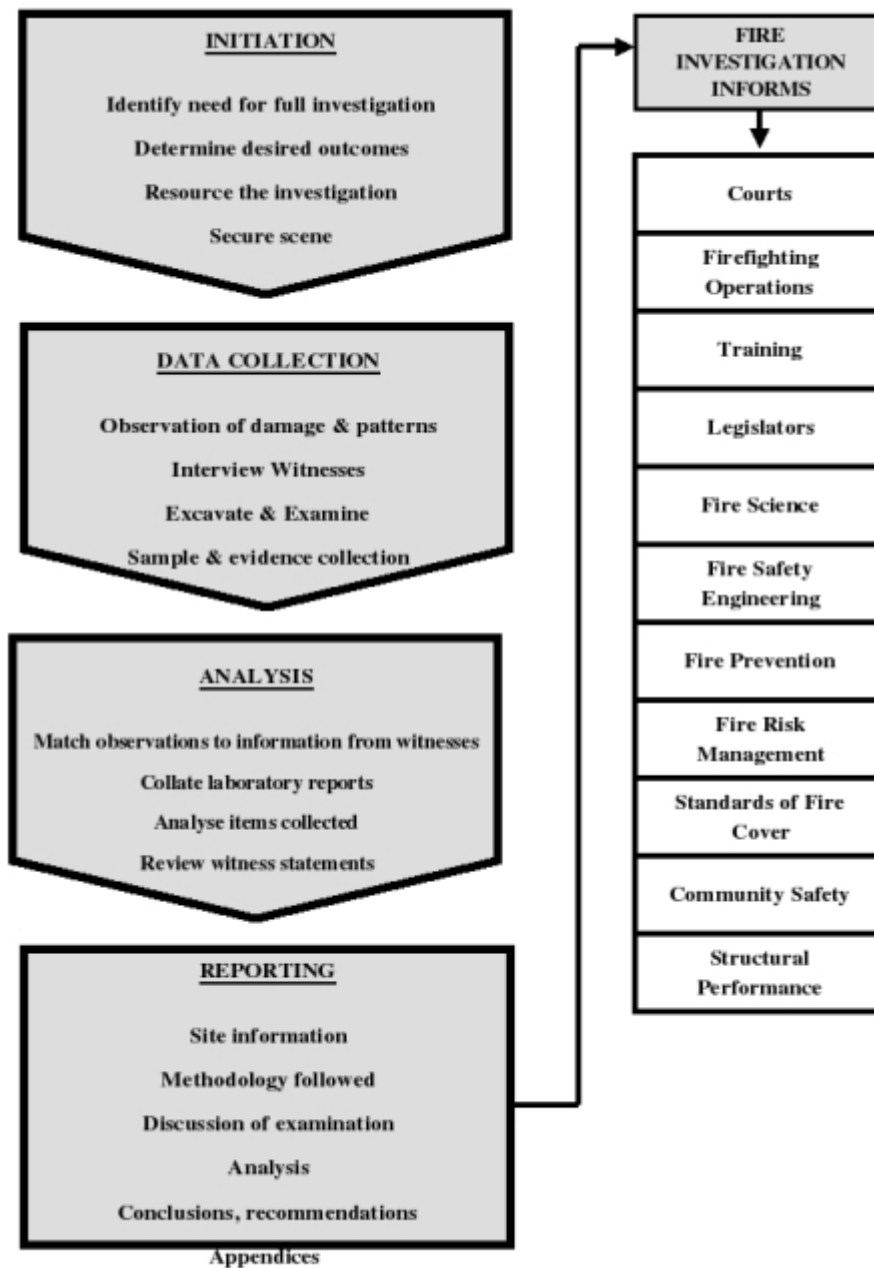 INITIATION
Identify need for full investigation
Determine desired outcomes
Resource the investigation
Secure scene
DATA COLLECTION
Observation of damage & patterns
Interview Witnesses
Excavate & Examine
Sample & evidence collection
ANALYSIS
Match observations to information from witnesses
Collate laboratory reports
Analyse items collected
Review witness statements
REPORTING
Site information
Methodology followed
Discussion of examination
Analysis
Conclusions, recommendations
Appendices
FIRE
INVESTIGATION
INFORMS
Courts
Firefighting
Operations
Training
Legislators
Fire Science
Fire Safety
Engineering
Fire Prevention
Fire Risk
Management
Standards of Fire
Cover
Community Safety
Structural
Performance